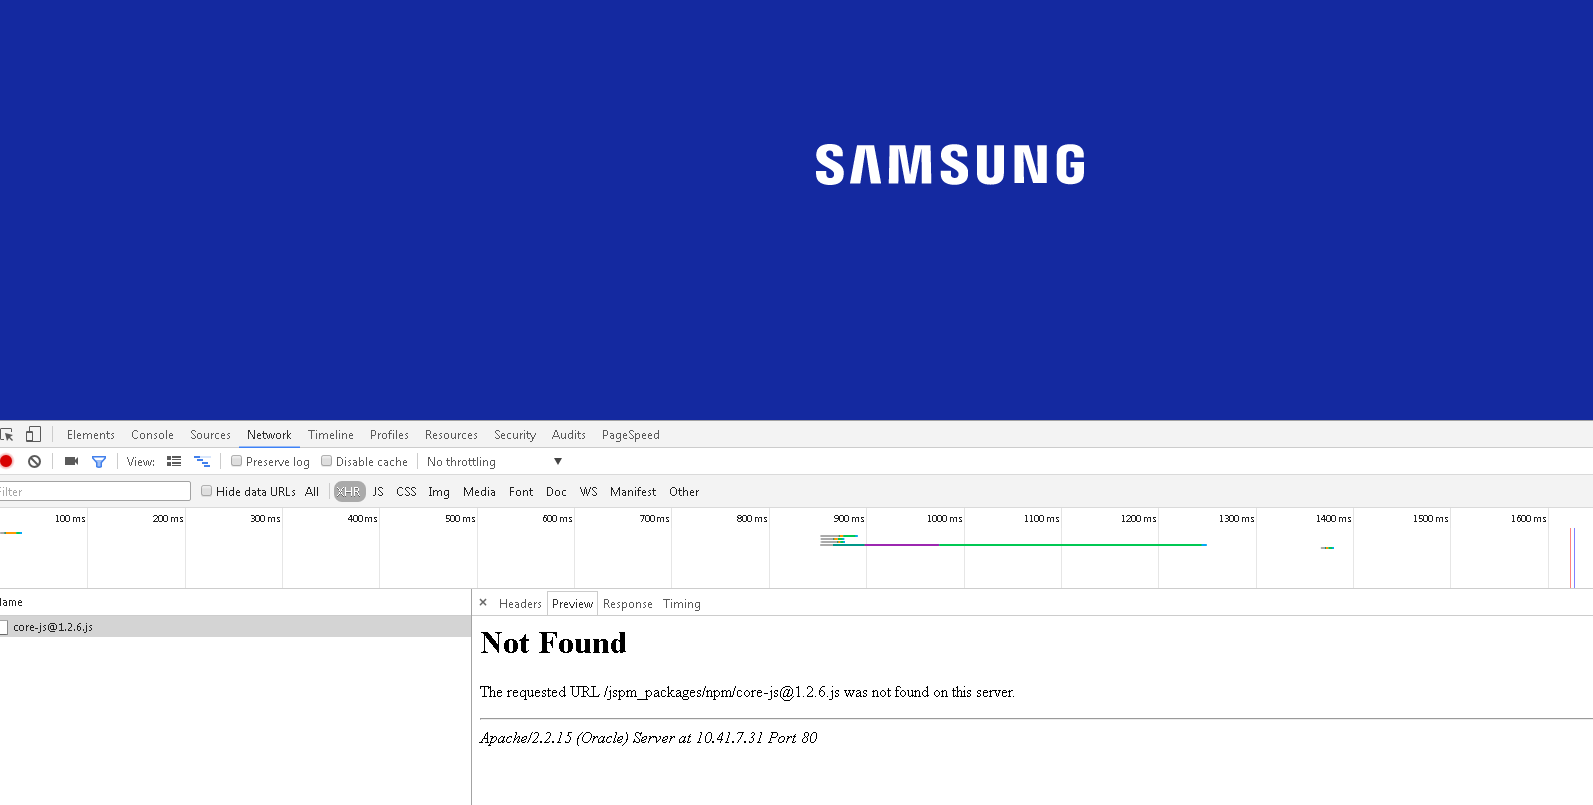 SAMSUNG
Elements Console Sources Network Timeline Profiles Resources Security Audits PageSpeed
View: Preserve log Disable cache No throttling
Filter Hide data URLs All XHR JS CSS Img Media Font Doc WS Manifest Other
100 ms 200 ms 300 ms 400 ms 500 ms 600 ms 700 ms 800 ms 900 ms 1000 ms 1100 ms 1200 ms 1300 ms 1400 ms 1500 ms 1600 ms
lame × Headers Preview Response Timing
core-js@1.2.6.js
Not Found
The requested URL /jspm_packages/npm/core-js@1.2.6.js was not found on this server.
Apache/2.2.15 (Oracle) Server at 10.41.7.31 Port 80